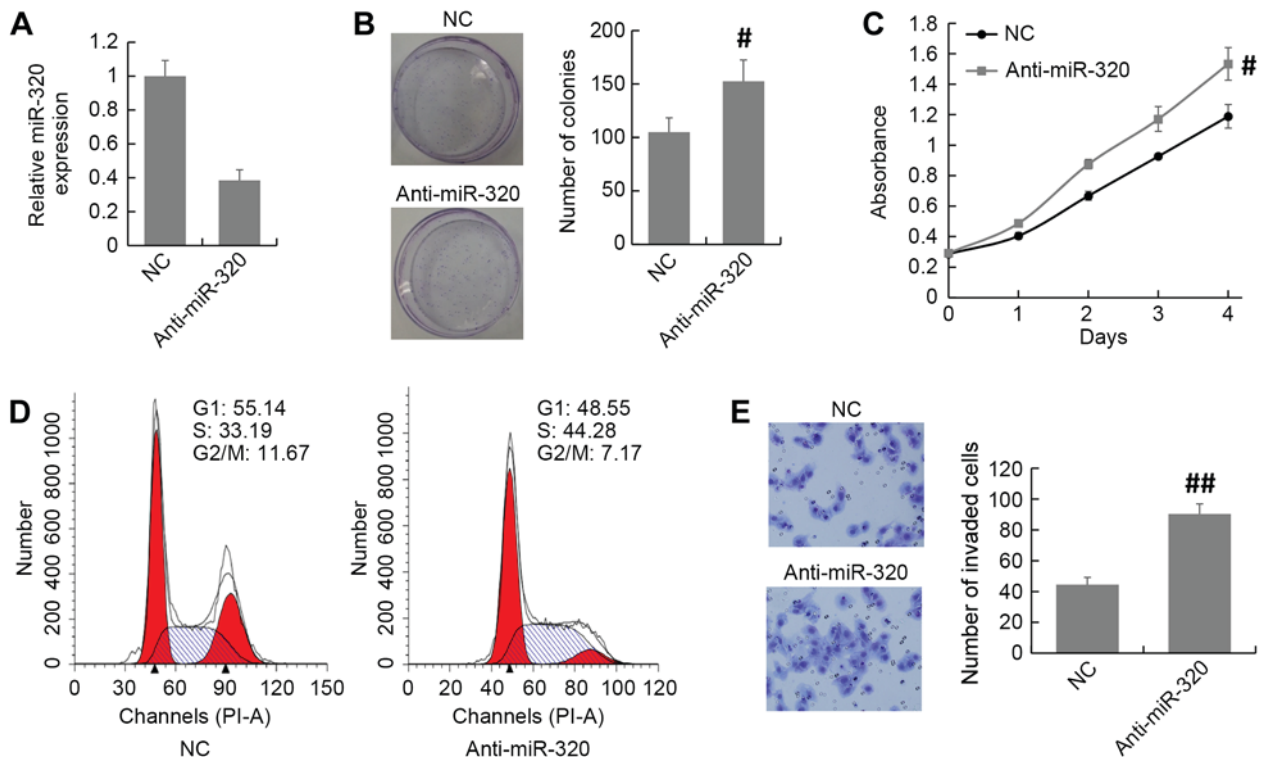 A
Relative miR-320
expression
1.2
1
0.8
0.6
0.4
0.2
0
NC
Anti-miR-320
B
NC
Anti-miR-320
Number of colonies
200
150
100
50
0
#
NC
Anti-miR-320
C
Absorbance
1.8
1.6
1.4
1.2
1
0.8
0.6
0.4
0.2
0
NC
Anti-miR-320
#
0 1 2 3 4
Days
D
Number
1000
800
600
400
200
0
G1: 55.14
S: 33.19
G2/M: 11.67
0 30 60 90 120 150
Channels (PI-A)
NC
Number
1000
800
600
400
200
0
G1: 48.55
S: 44.28
G2/M: 7.17
0 20 40 60 80 100 120
Channels (PI-A)
Anti-miR-320
E
NC
Anti-miR-320
Number of invaded cells
120
100
80
60
40
20
0
##
NC
Anti-miR-320